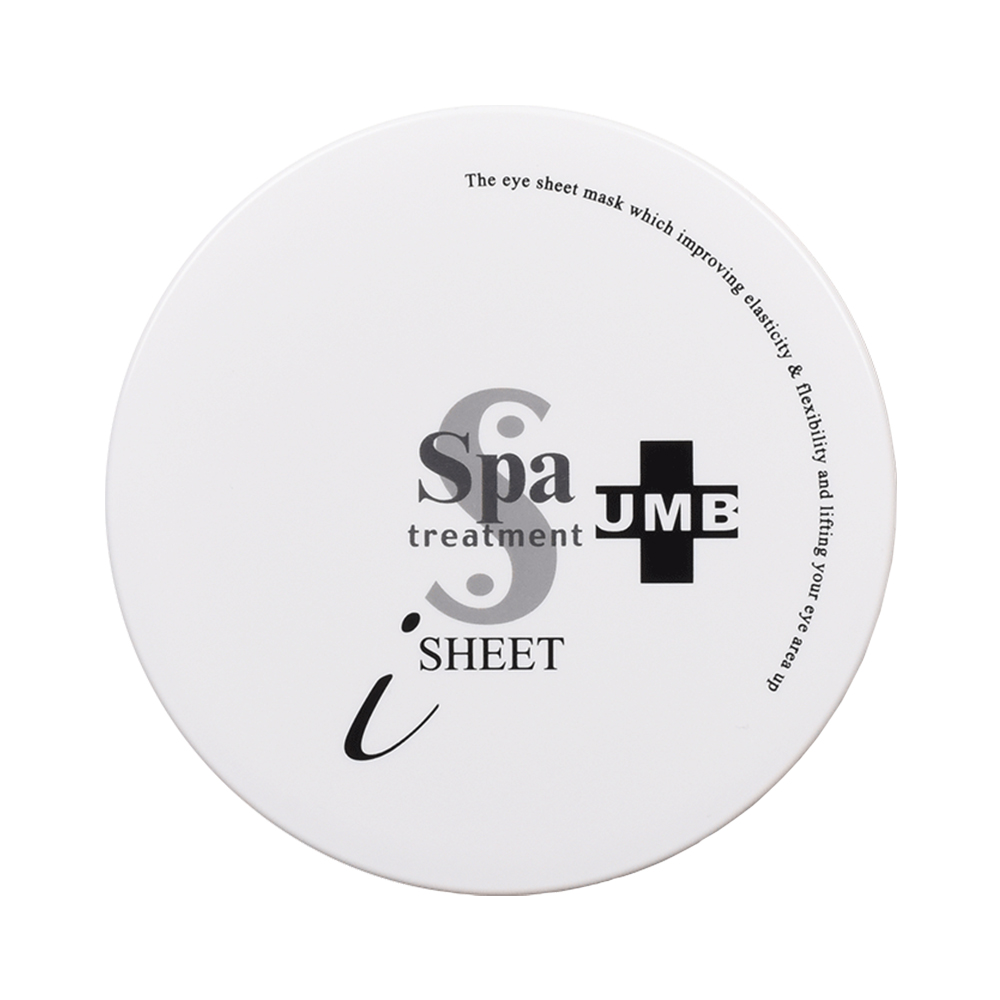 The eye sheet mask which improving elasticity & flexibility and lifting your eye area up
S
Spa
treatment
UMB
i SHEET